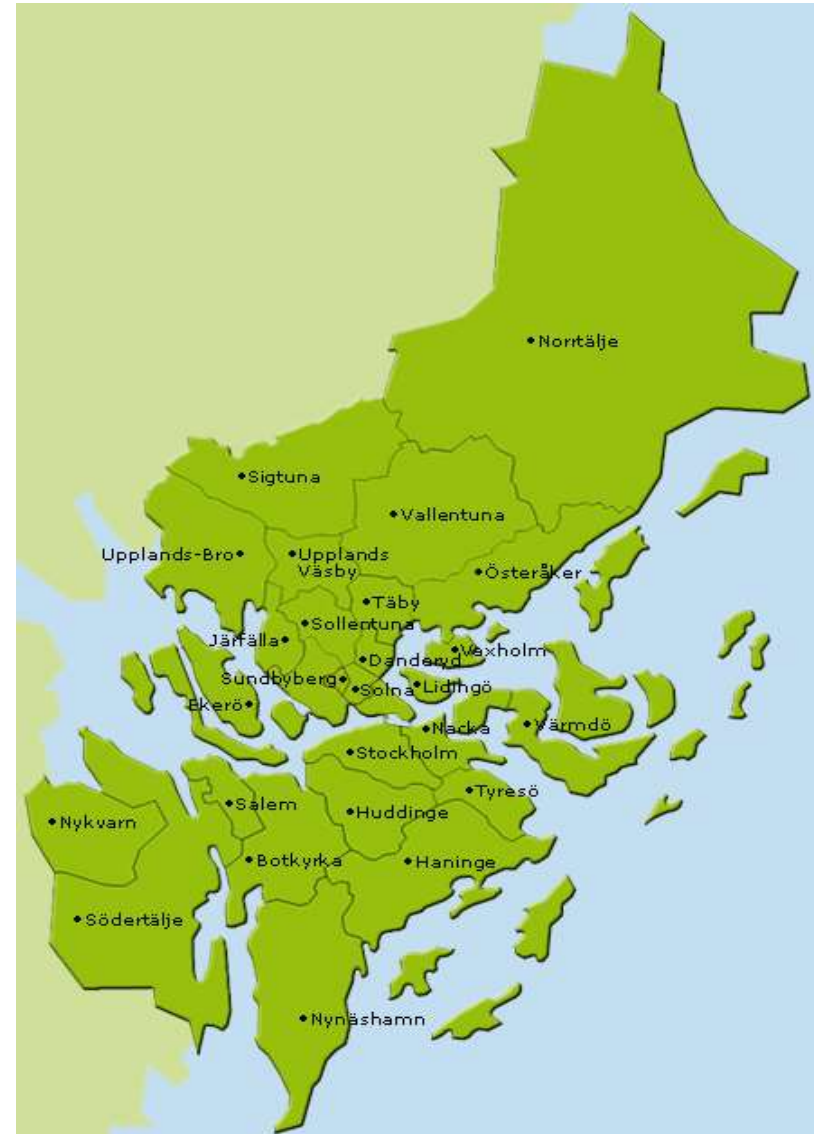 Norrtälje
Sigtuna
Vallentuna
Upplands-Bro
Upplands
Väsby
Österåker
Täby
Sollentuna
Järfälla
Vaxholm
Danderyd
Sundbyberg
Solna
Lidingö
Ekerö
Nacka
Värmdö
Stockholm
Tyresö
Salem
Huddinge
Nykvarn
Botkyrka
Haninge
Södertälje
Nynäshamn